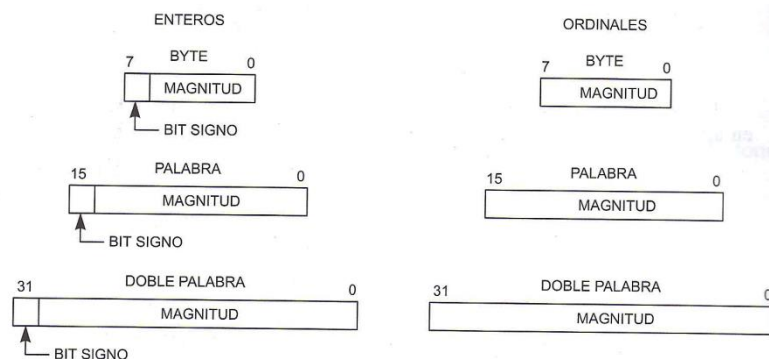 ENTEROS
BYTE
7 0
MAGNITUD
BIT SIGNO
PALABRA
15 0
MAGNITUD
BIT SIGNO
DOBLE PALABRA
31 0
MAGNITUD
BIT SIGNO
ORDINALES
BYTE
7 0
MAGNITUD
PALABRA
15 0
MAGNITUD
DOBLE PALABRA
31 0
MAGNITUD